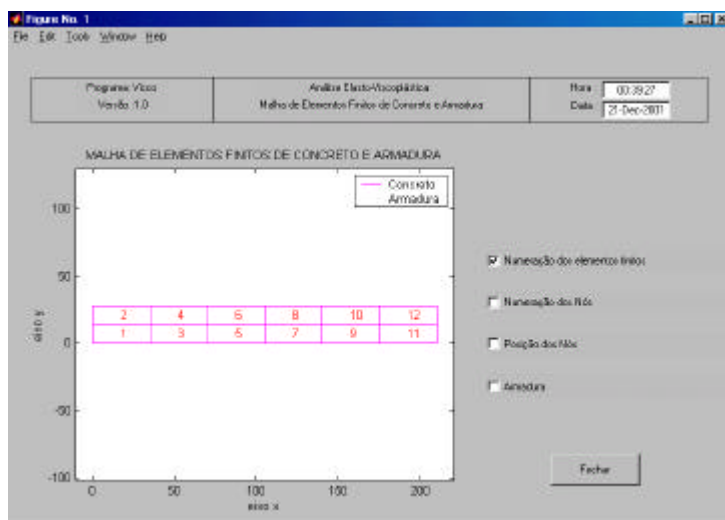 Figure No. 1
File Edit Tools Window Help
Programa Visco
Versão 1.0
Análise Elasto-Viscoplástica
Malha de Elementos Finitos de Concreto e Armadura
Hora 00:39:27
Data 21-Dec-2001
MALHA DE ELEMENTOS FINITOS DE CONCRETO E ARMADURA
Concreto
Armadura
100
50
0
-50
-100
eixo y
2 4 6 8 10 12
1 3 5 7 9 11
0 50 100 150 200
eixo x
Numeração dos elementos finitos
Numeração dos Nós
Posição dos Nós
Armadura
Fechar